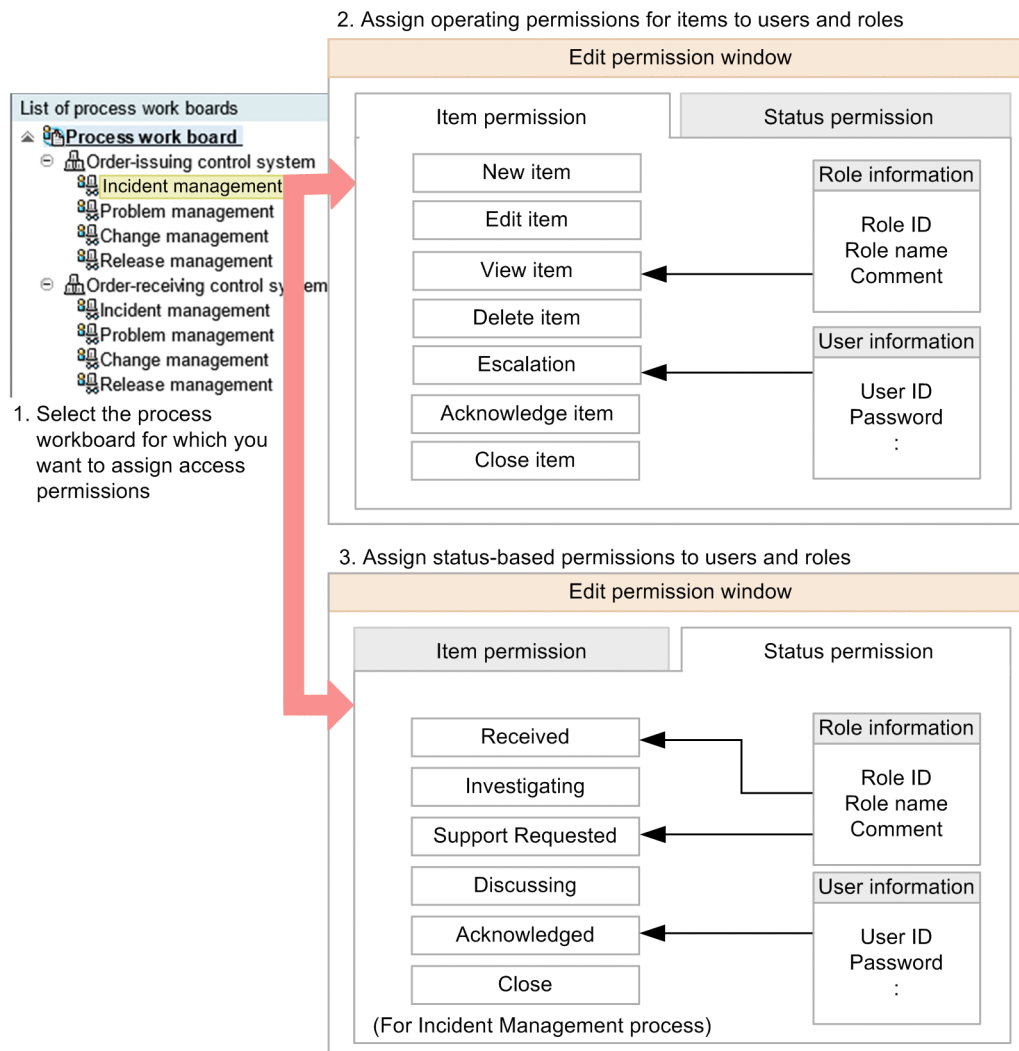 2. Assign operating permissions for items to users and roles
Edit permission window
Item permission
Status permission
New item
Edit item
View item
Delete item
Escalation
Acknowledge item
Close item
Role information
Role ID
Role name
Comment
User information
User ID
Password
:
List of process work boards
Process work board
Order-issuing control system
Incident management
Problem management
Change management
Release management
Order-receiving control system
Incident management
Problem management
Change management
Release management
1. Select the process
workboard for which you
want to assign access
permissions
3. Assign status-based permissions to users and roles
Edit permission window
Item permission
Status permission
Received
Investigating
Support Requested
Discussing
Acknowledged
Close
(For Incident Management process)
Role information
Role ID
Role name
Comment
User information
User ID
Password
: